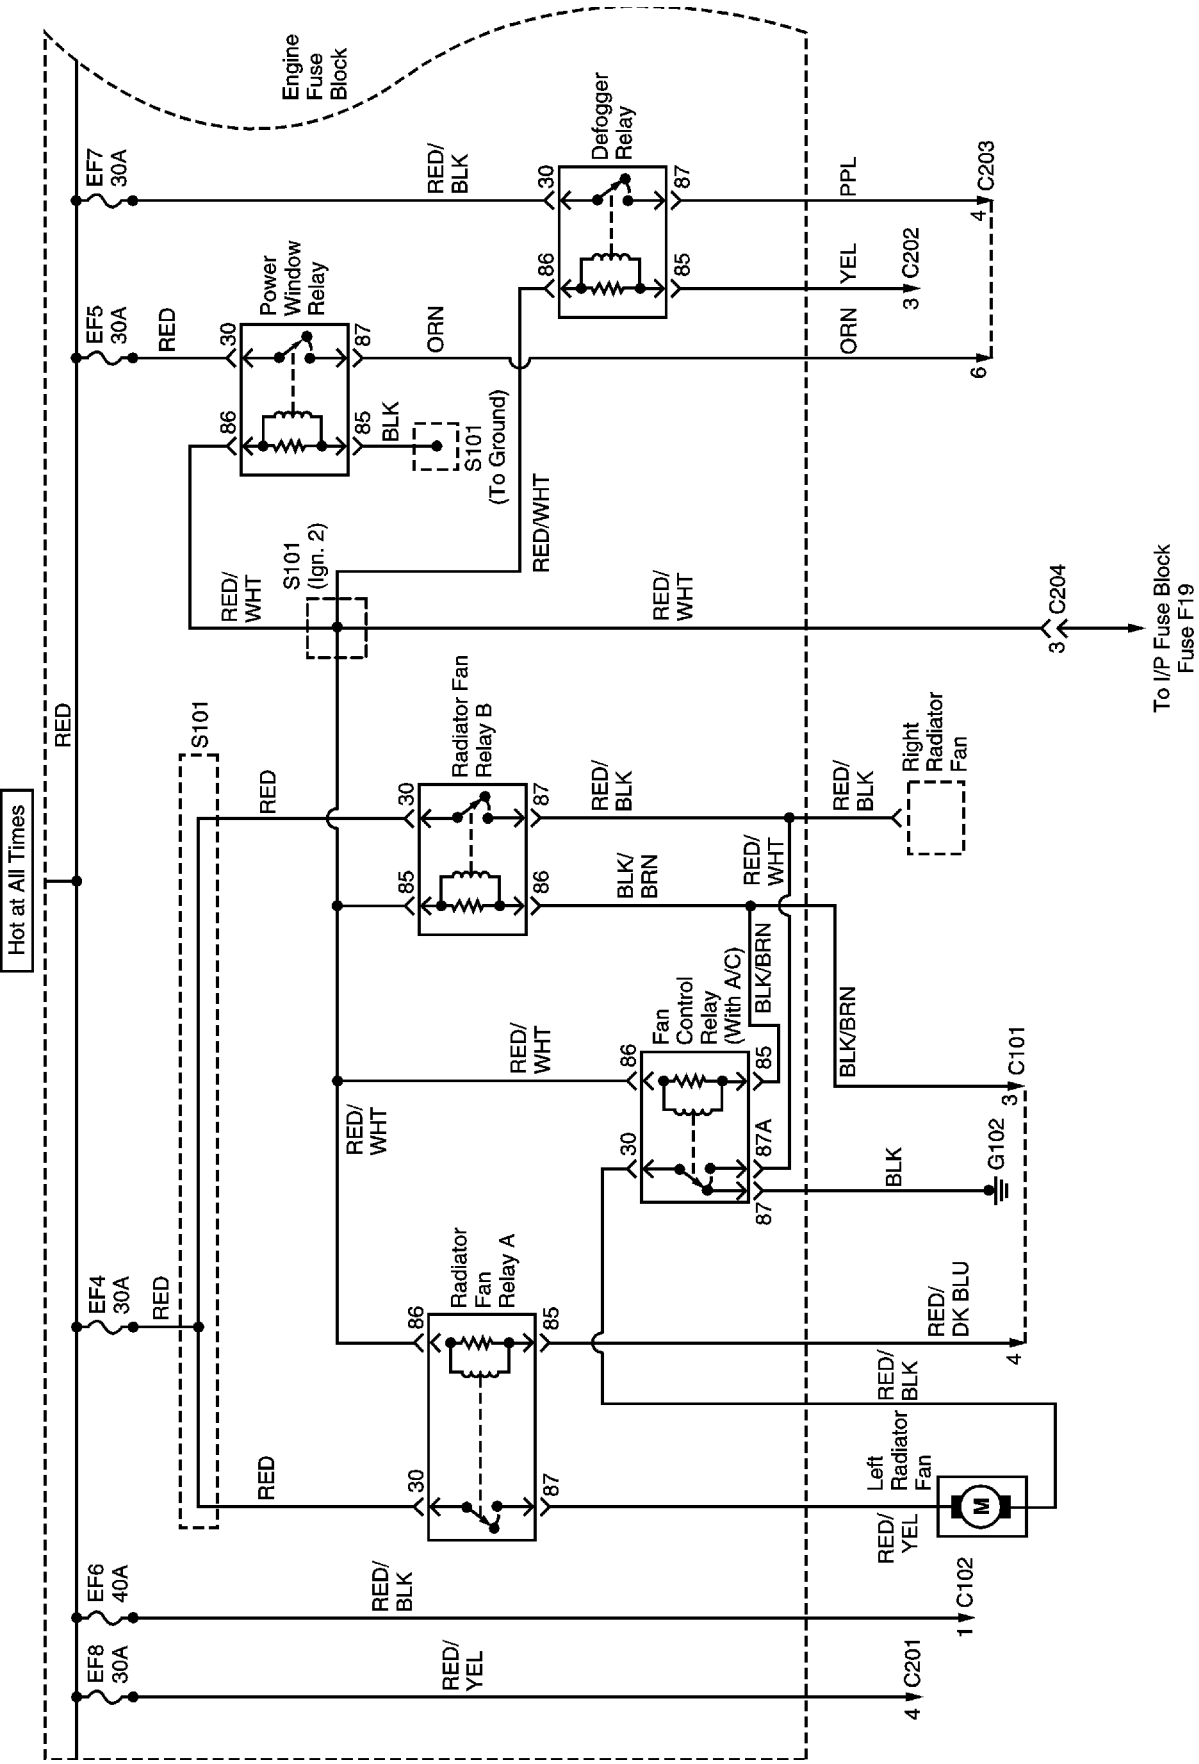 Hot at All Times
RED
Engine
Fuse
Block
EF8
30A
RED/
YEL
4
C201
EF6
40A
RED/
BLK
1
C102
EF4
30A
RED
S101
RED
30
86
Radiator
Fan
Relay A
87
85
RED/
YEL
Left
Radiator
Fan
M
RED/
BLK
RED/
DK BLU
4
RED/
WHT
RED/
WHT
30
86
Fan
Control
Relay
(With A/C)
87
87A
85
BLK
G102
3
C101
BLK/BRN
BLK/BRN
RED
85
30
Radiator Fan
Relay B
86
87
BLK/
BRN
RED/
BLK
RED/
WHT
RED/
BLK
Right
Radiator
Fan
RED/
WHT
S101
(Ign. 2)
RED/
WHT
3
C204
To I/P Fuse Block
Fuse F19
RED/WHT
EF5
30A
RED
86
30
Power
Window
Relay
85
87
BLK
S101
(To Ground)
ORN
ORN
6
EF7
30A
RED/
BLK
86
30
Defogger
Relay
85
87
YEL
3
C202
PPL
4
C203